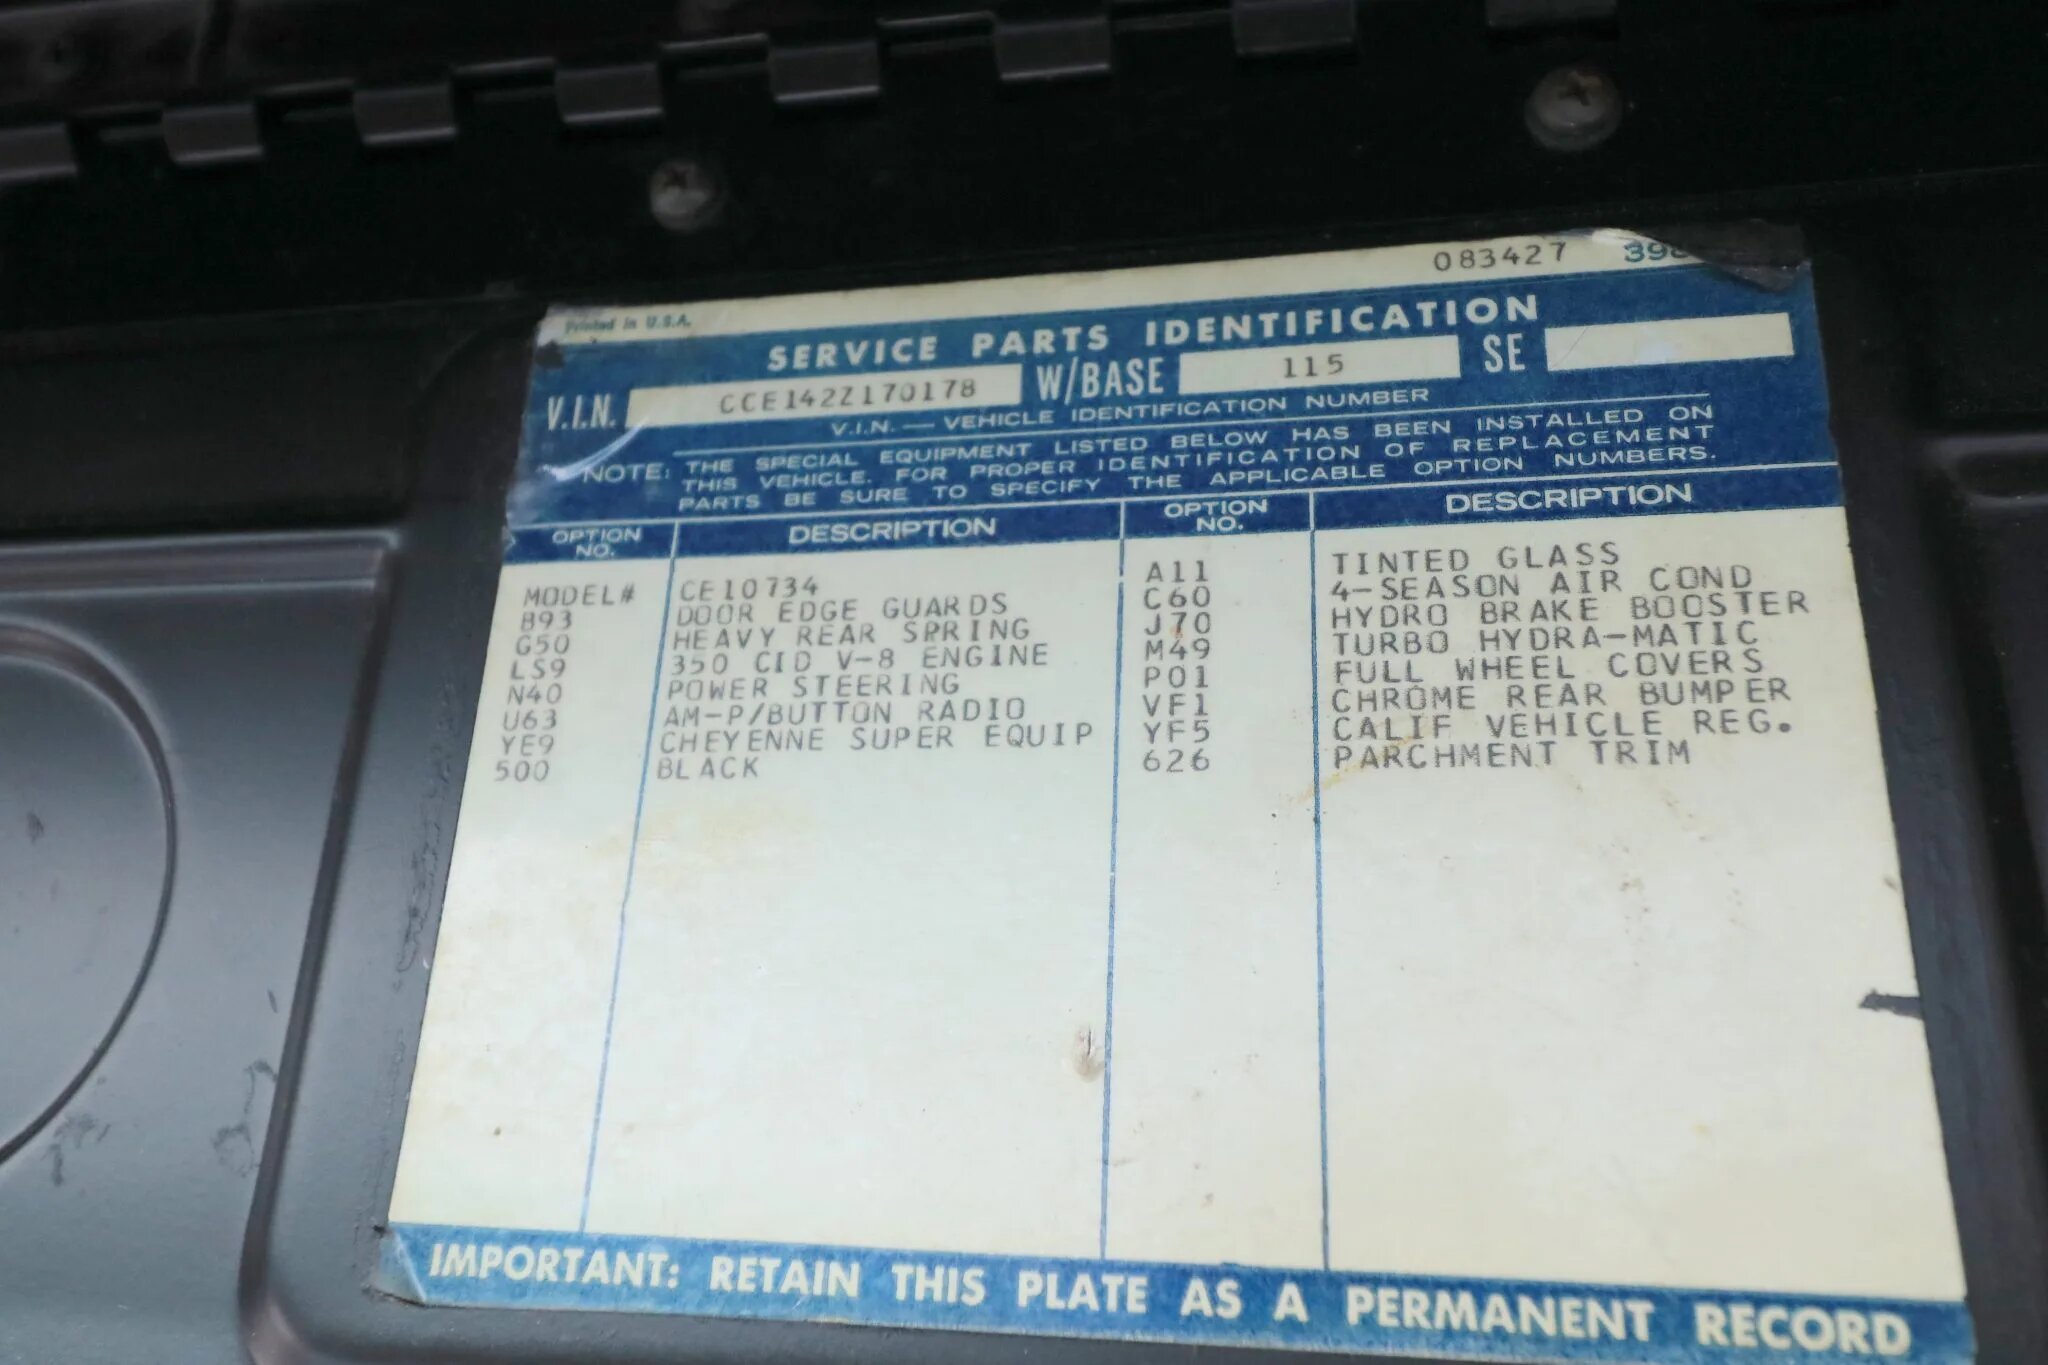 083427
Printed in U.S.A.
SERVICE PARTS IDENTIFICATION
V.I.N. CCE142Z170178 W/BASE 115 SE
V.I.N. — VEHICLE IDENTIFICATION NUMBER
NOTE: THE SPECIAL EQUIPMENT LISTED BELOW HAS BEEN INSTALLED ON
THIS VEHICLE. FOR PROPER IDENTIFICATION OF REPLACEMENT
PARTS BE SURE TO SPECIFY THE APPLICABLE OPTION NUMBERS.
OPTION NO. DESCRIPTION OPTION NO. DESCRIPTION
MODEL# CE10734 A11 TINTED GLASS
B93 DOOR EDGE GUARDS C60 4-SEASON AIR COND
G50 HEAVY REAR SPRING J70 HYDRO BRAKE BOOSTER
LS9 350 CID V-8 ENGINE M49 TURBO HYDRA-MATIC
N40 POWER STEERING P01 FULL WHEEL COVERS
U63 AM-P/BUTTON RADIO VF1 CHROME REAR BUMPER
YE9 CHEYENNE SUPER EQUIP YF5 CALIF VEHICLE REG.
500 BLACK 626 PARCHMENT TRIM
IMPORTANT: RETAIN THIS PLATE AS A PERMANENT RECORD